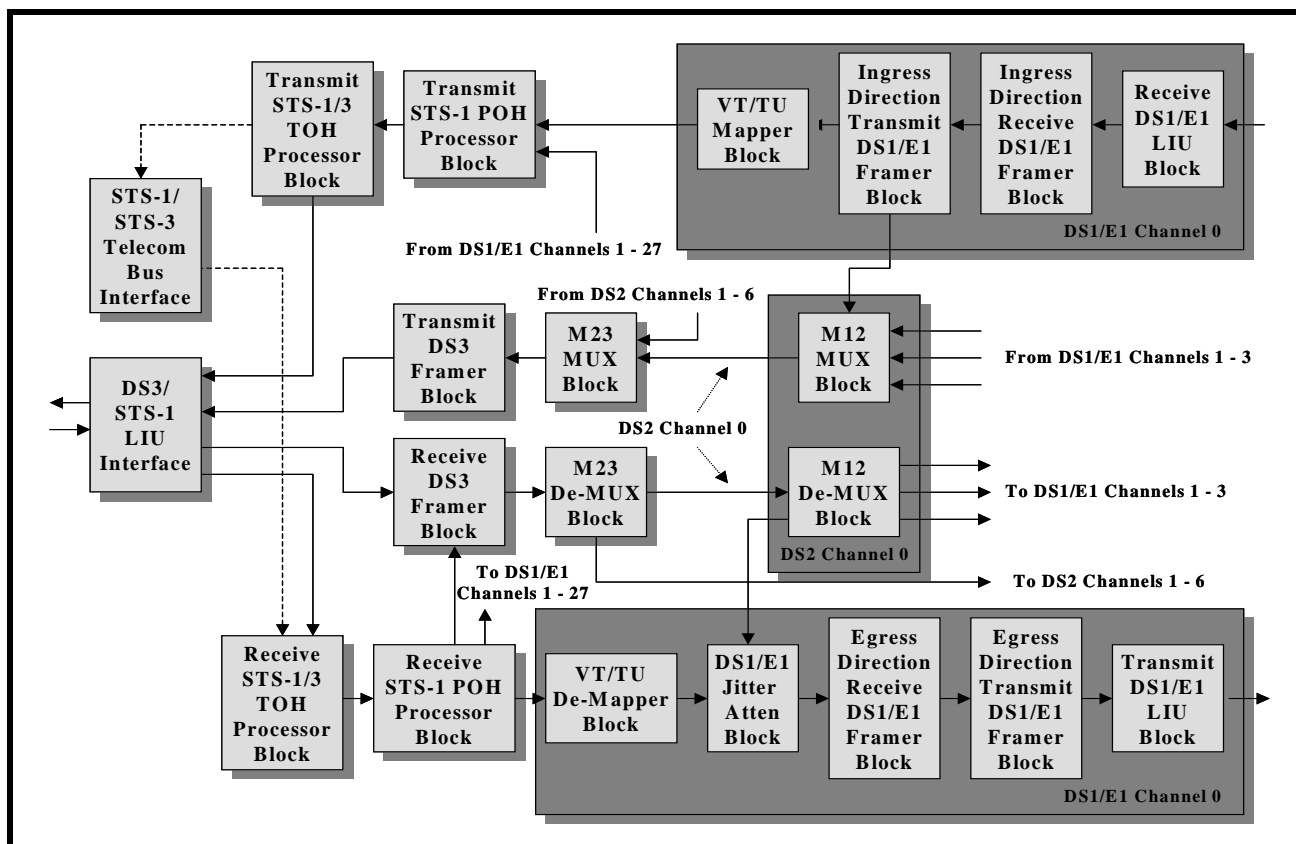 Transmit
STS-1/3
TOH
Processor
Block
Transmit
STS-1 POH
Processor
Block
VT/TU
Mapper
Block
Ingress
Direction
Transmit
DS1/E1
Framer
Block
Ingress
Direction
Receive
DS1/E1
Framer
Block
Receive
DS1/E1
LIU
Block
DS1/E1 Channel 0
STS-1/
STS-3
Telecom
Bus
Interface
From DS1/E1 Channels 1 - 27
From DS2 Channels 1 - 6
Transmit
DS3
Framer
Block
M23
MUX
Block
M12
MUX
Block
From DS1/E1 Channels 1 - 3
DS3/
STS-1
LIU
Interface
DS2 Channel 0
Receive
DS3
Framer
Block
M23
De-MUX
Block
M12
De-MUX
Block
To DS1/E1 Channels 1 - 3
DS2 Channel 0
To DS1/E1
Channels 1 - 27
To DS2 Channels 1 - 6
Receive
STS-1/3
TOH
Processor
Block
Receive
STS-1 POH
Processor
Block
VT/TU
De-Mapper
Block
DS1/E1
Jitter
Atten
Block
Egress
Direction
Receive
DS1/E1
Framer
Block
Egress
Direction
Transmit
DS1/E1
Framer
Block
Transmit
DS1/E1
LIU
Block
DS1/E1 Channel 0